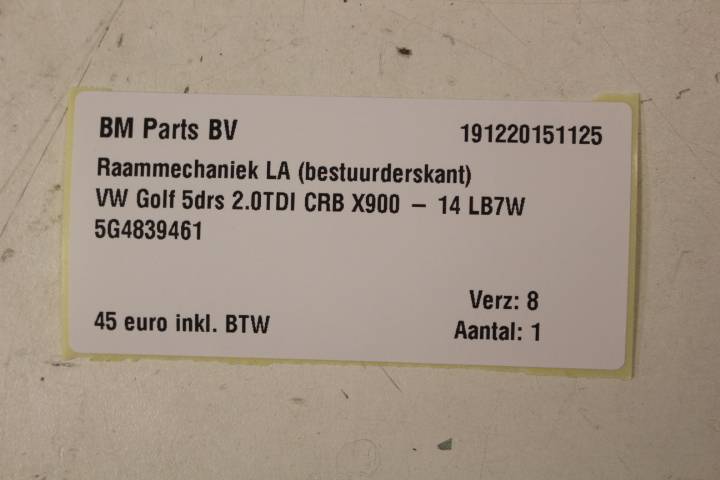 BM Parts BV 191220151125
Raammechaniek LA (bestuurderskant)
VW Golf 5drs 2.0TDI CRB X900 – 14 LB7W
5G4839461
Verz: 8
45 euro inkl. BTW Aantal: 1